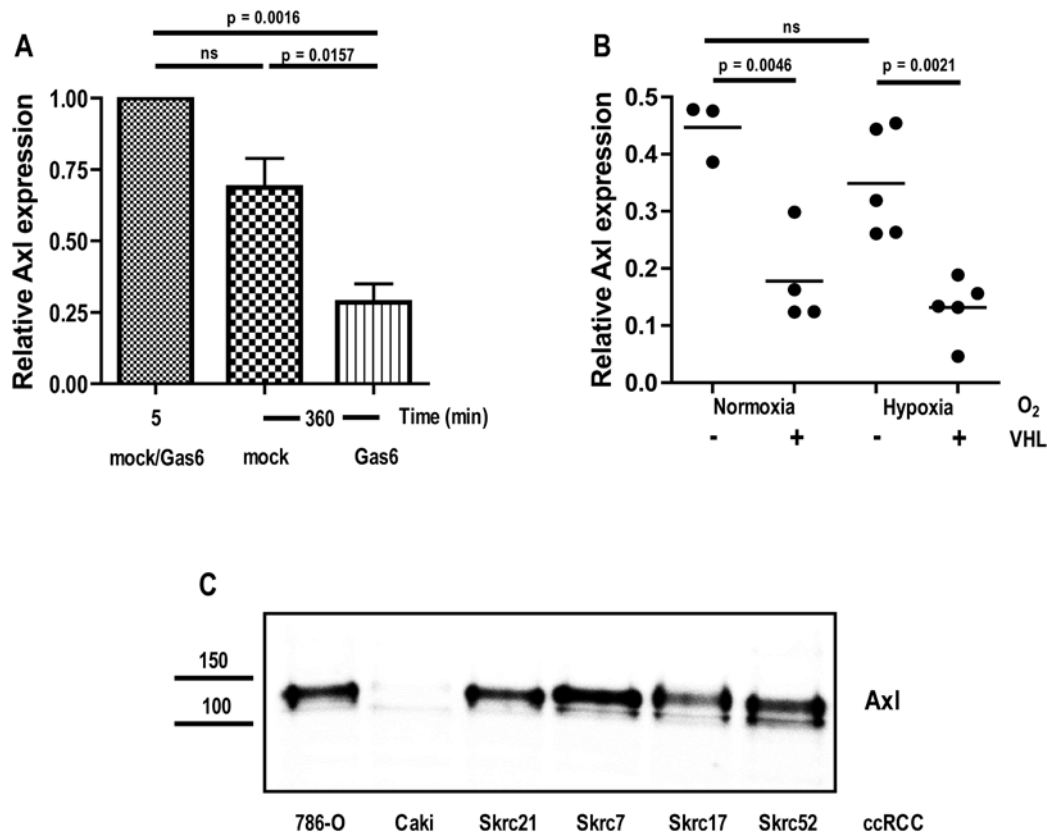 A
p = 0.0016
ns
p = 0.0157
Relative Axl expression
1.00
0.75
0.50
0.25
0.00
5
360
Time (min)
mock/Gas6
mock
Gas6
B
ns
p = 0.0046
p = 0.0021
Relative Axl expression
0.5
0.4
0.3
0.2
0.1
0.0
Normoxia
Hypoxia
O2
-
+
-
+
VHL
C
150
100
Axl
786-O
Caki
Skrc21
Skrc7
Skrc17
Skrc52
ccRCC